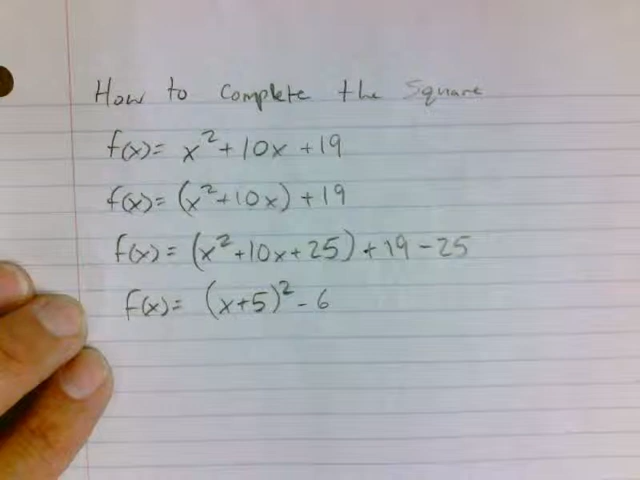 How to Complete the Square
f(x)= x²+10x+19
f(x)= (x²+10x)+19
f(x)= (x²+10x+25)+19-25
f(x)= (x+5)²-6